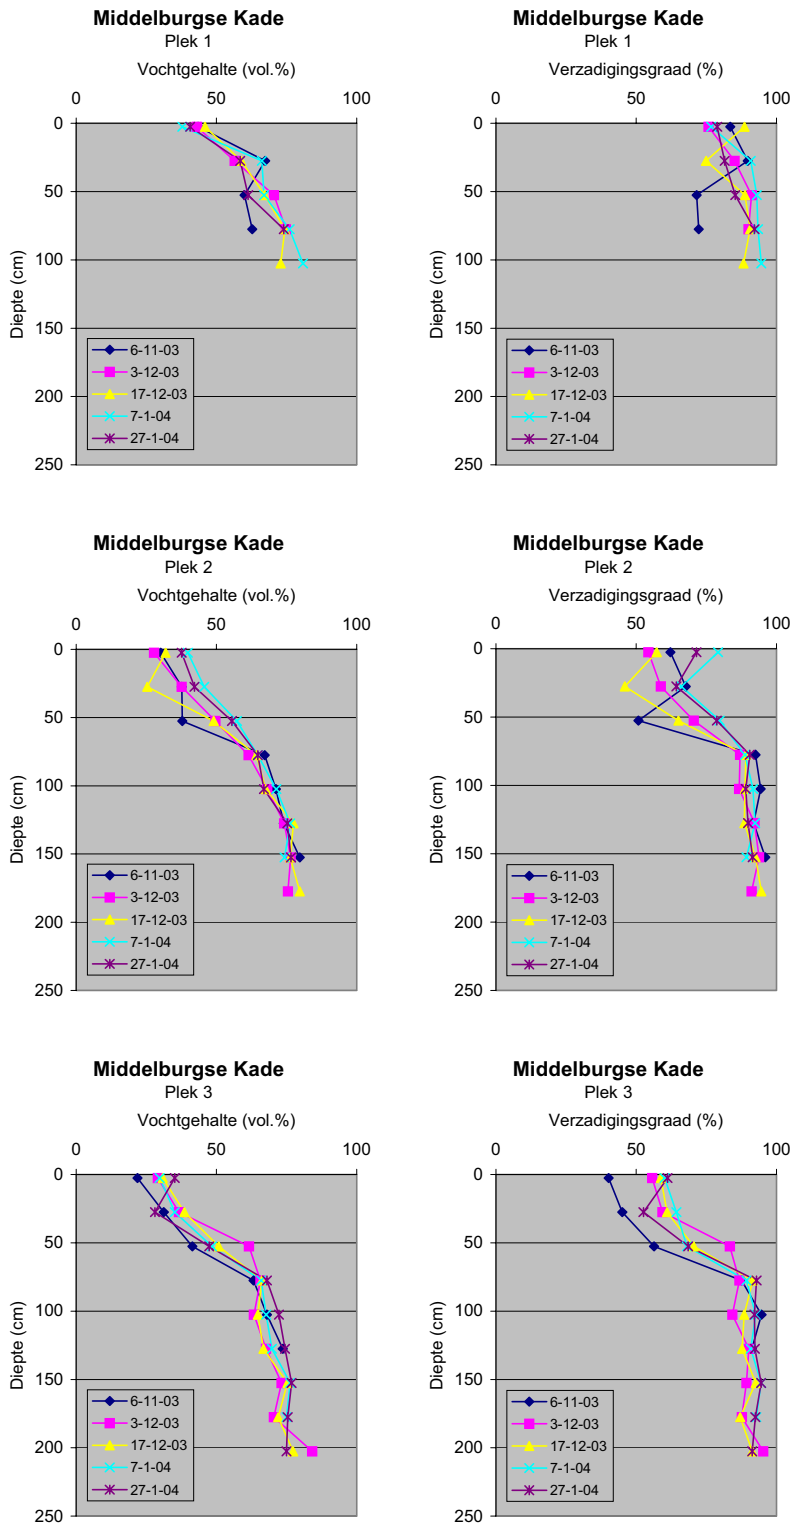 Middelburgse Kade
Plek 1
Vochtgehalte (vol.%)
0 50 100
0
50
100
150
200
250
Diepte (cm)
6-11-03
3-12-03
17-12-03
7-1-04
27-1-04
Middelburgse Kade
Plek 1
Verzadigingsgraad (%)
0 50 100
0
50
100
150
200
250
Diepte (cm)
6-11-03
3-12-03
17-12-03
7-1-04
27-1-04
Middelburgse Kade
Plek 2
Vochtgehalte (vol.%)
0 50 100
0
50
100
150
200
250
Diepte (cm)
6-11-03
3-12-03
17-12-03
7-1-04
27-1-04
Middelburgse Kade
Plek 2
Verzadigingsgraad (%)
0 50 100
0
50
100
150
200
250
Diepte (cm)
6-11-03
3-12-03
17-12-03
7-1-04
27-1-04
Middelburgse Kade
Plek 3
Vochtgehalte (vol.%)
0 50 100
0
50
100
150
200
250
Diepte (cm)
6-11-03
3-12-03
17-12-03
7-1-04
27-1-04
Middelburgse Kade
Plek 3
Verzadigingsgraad (%)
0 50 100
0
50
100
150
200
250
Diepte (cm)
6-11-03
3-12-03
17-12-03
7-1-04
27-1-04